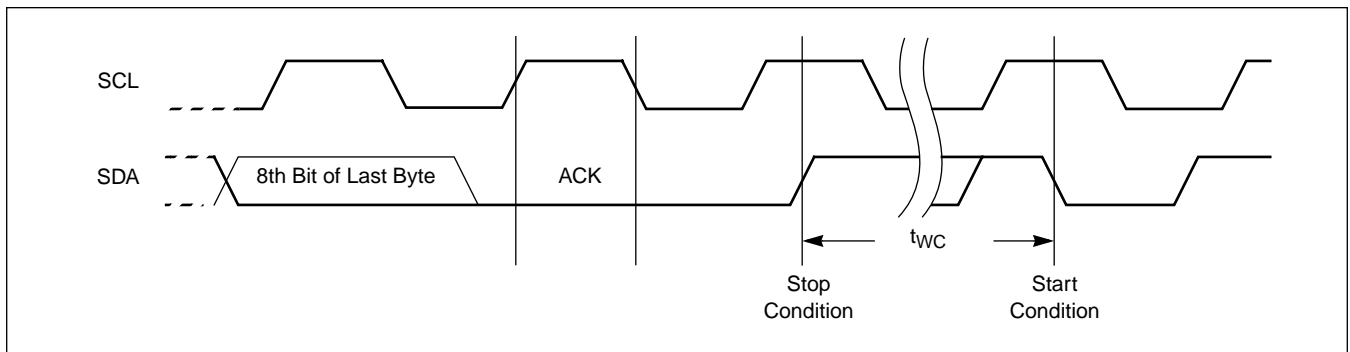 SCL
SDA
8th Bit of Last Byte
ACK
tWC
Stop
Condition
Start
Condition